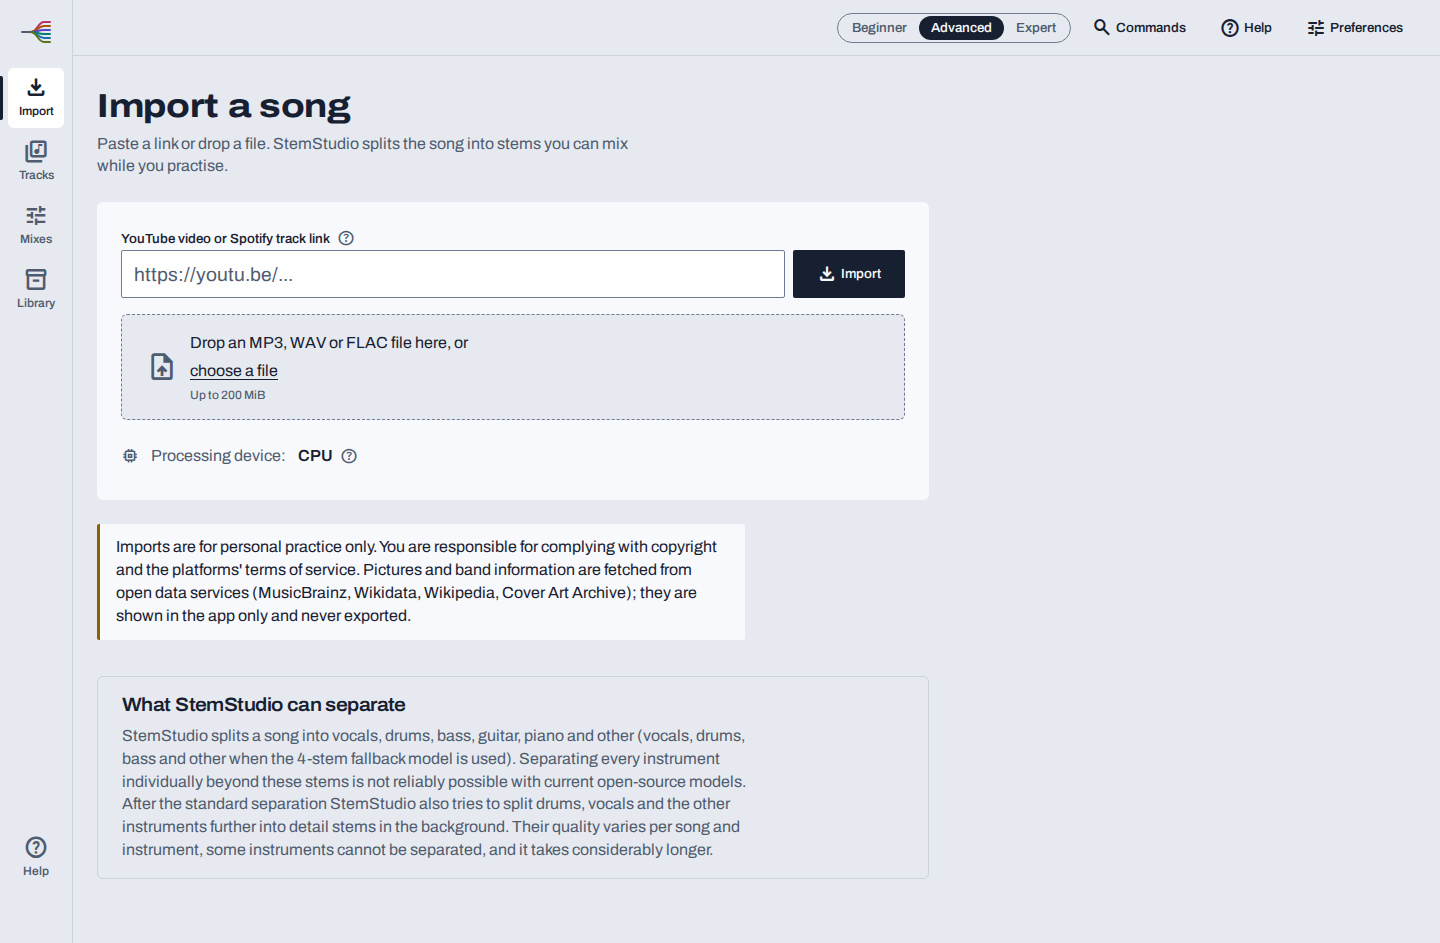 Beginner
Advanced
Expert
Commands
Help
Preferences
Import
Tracks
Mixes
Library
Help
Import a song
Paste a link or drop a file. StemStudio splits the song into stems you can mix
while you practise.
YouTube video or Spotify track link
https://youtu.be/...
Import
Drop an MP3, WAV or FLAC file here, or
choose a file
Up to 200 MiB
Processing device: CPU
Imports are for personal practice only. You are responsible for complying with copyright
and the platforms' terms of service. Pictures and band information are fetched from
open data services (MusicBrainz, Wikidata, Wikipedia, Cover Art Archive); they are
shown in the app only and never exported.
What StemStudio can separate
StemStudio splits a song into vocals, drums, bass, guitar, piano and other (vocals, drums,
bass and other when the 4-stem fallback model is used). Separating every instrument
individually beyond these stems is not reliably possible with current open-source models.
After the standard separation StemStudio also tries to split drums, vocals and the other
instruments further into detail stems in the background. Their quality varies per song and
instrument, some instruments cannot be separated, and it takes considerably longer.